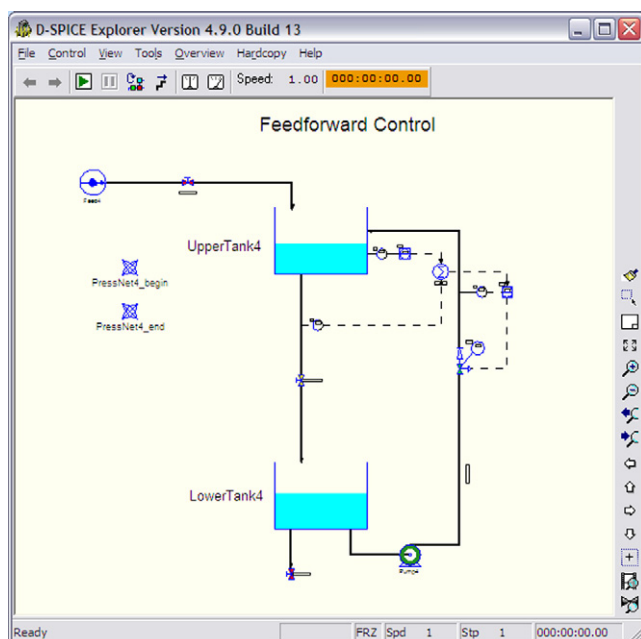 D-SPICE Explorer Version 4.9.0 Build 13
File Control View Tools Overview Hardcopy Help
Speed: 1.00 000:00:00.00
Feedforward Control
Feed4
UpperTank4
PressNet4_begin
PressNet4_end
LowerTank4
Pump4
Ready FRZ Spd 1 Stp 1 000:00:00.00